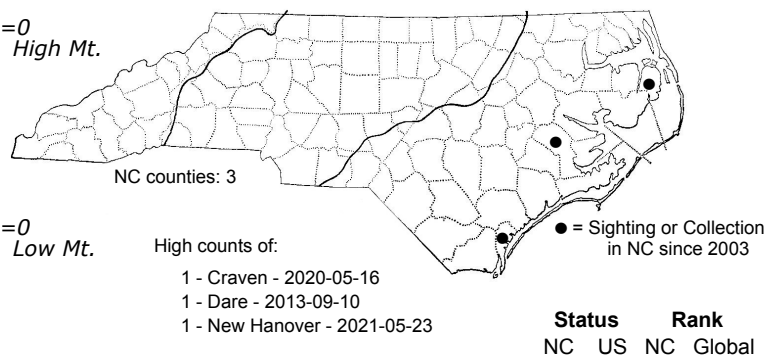 =0
High Mt.
NC counties: 3
=0
Low Mt.
High counts of:
1 - Craven - 2020-05-16
1 - Dare - 2013-09-10
1 - New Hanover - 2021-05-23
● = Sighting or Collection
in NC since 2003
Status Rank
NC US NC Global